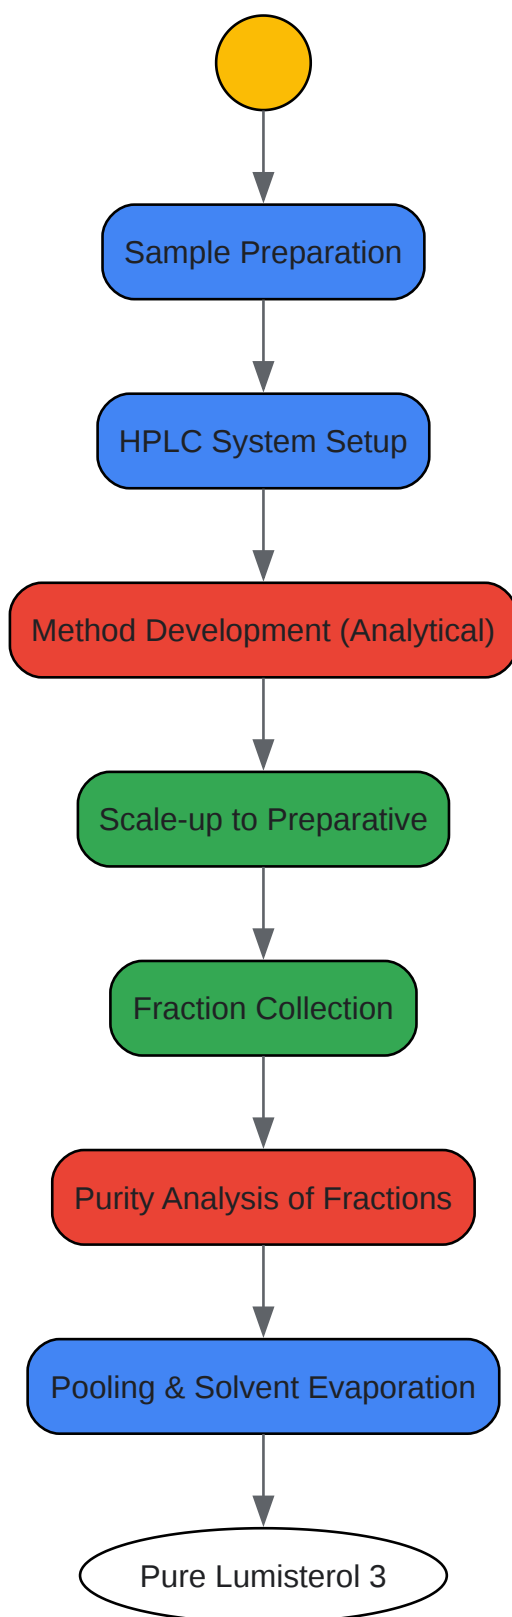 Sample Preparation
HPLC System Setup
Method Development (Analytical)
Scale-up to Preparative
Fraction Collection
Purity Analysis of Fractions
Pooling & Solvent Evaporation
Pure Lumisterol 3